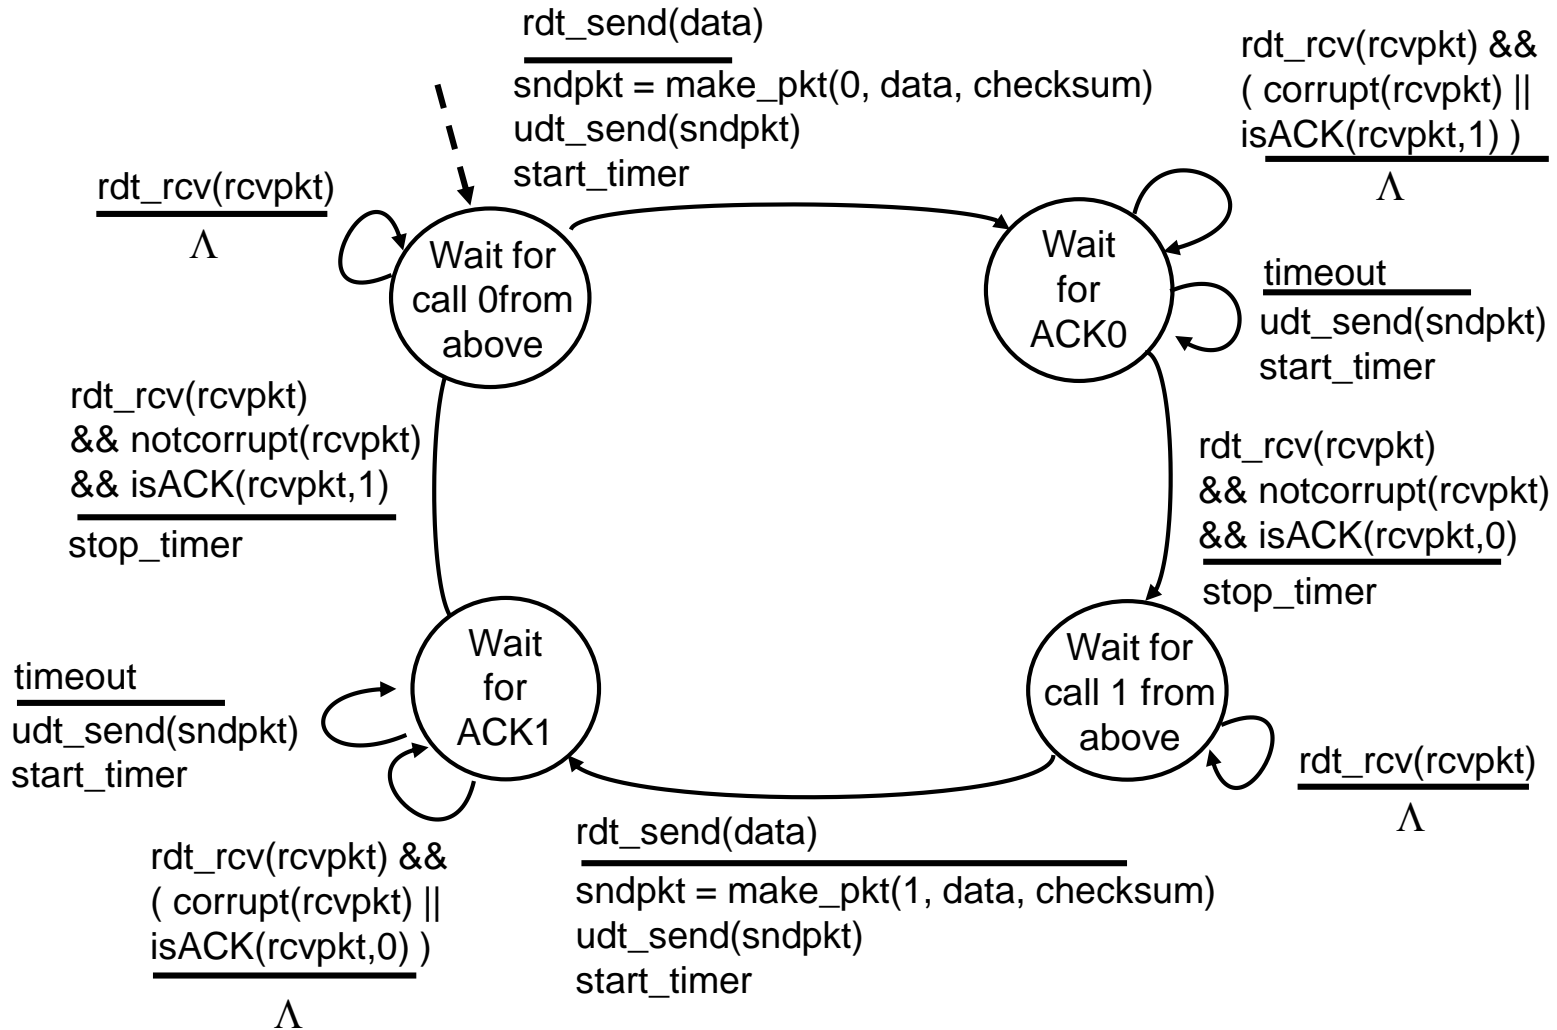 rdt_send(data)
sndpkt = make_pkt(0, data, checksum)
udt_send(sndpkt)
start_timer
rdt_rcv(rcvpkt) &&
( corrupt(rcvpkt) ||
isACK(rcvpkt,1) )
Λ
rdt_rcv(rcvpkt)
Λ
Wait for
call 0from
above
Wait
for
ACK0
timeout
udt_send(sndpkt)
start_timer
rdt_rcv(rcvpkt)
&& notcorrupt(rcvpkt)
&& isACK(rcvpkt,1)
stop_timer
rdt_rcv(rcvpkt)
&& notcorrupt(rcvpkt)
&& isACK(rcvpkt,0)
stop_timer
Wait
for
ACK1
Wait for
call 1 from
above
timeout
udt_send(sndpkt)
start_timer
rdt_rcv(rcvpkt)
Λ
rdt_rcv(rcvpkt) &&
( corrupt(rcvpkt) ||
isACK(rcvpkt,0) )
Λ
rdt_send(data)
sndpkt = make_pkt(1, data, checksum)
udt_send(sndpkt)
start_timer